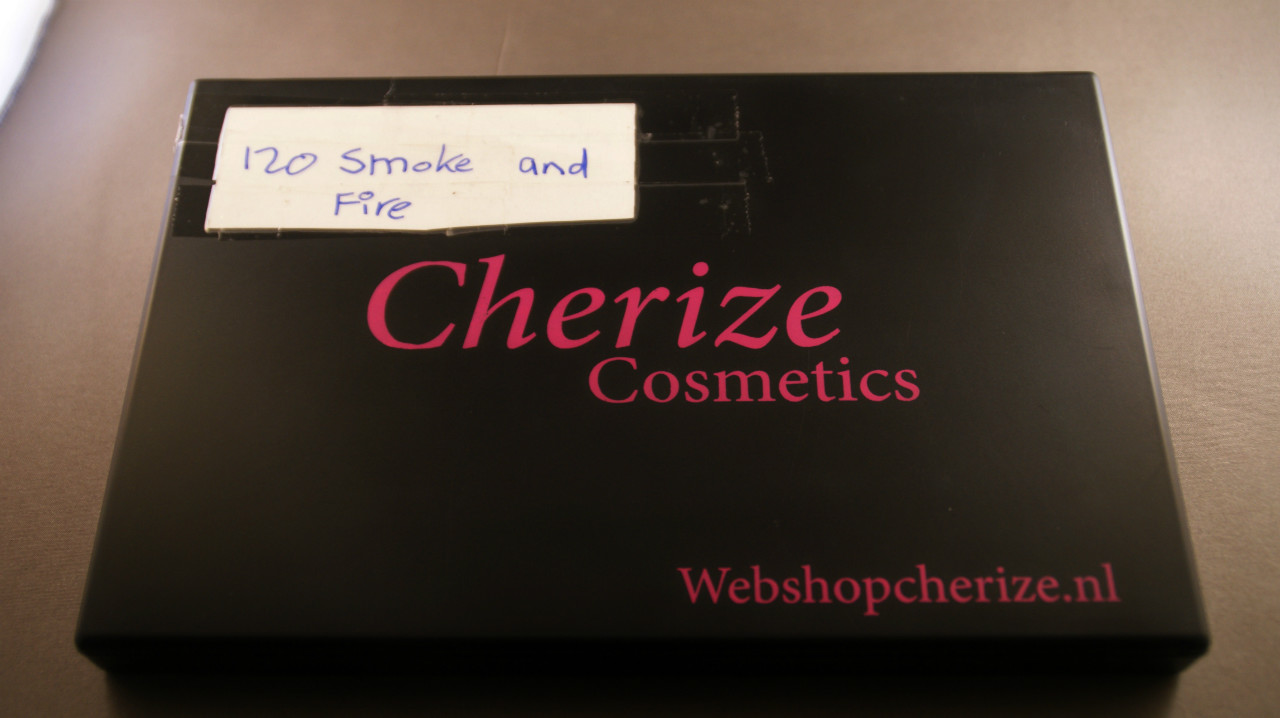 120 Smoke and
Fire
Cherize
Cosmetics
Webshopcherize.nl